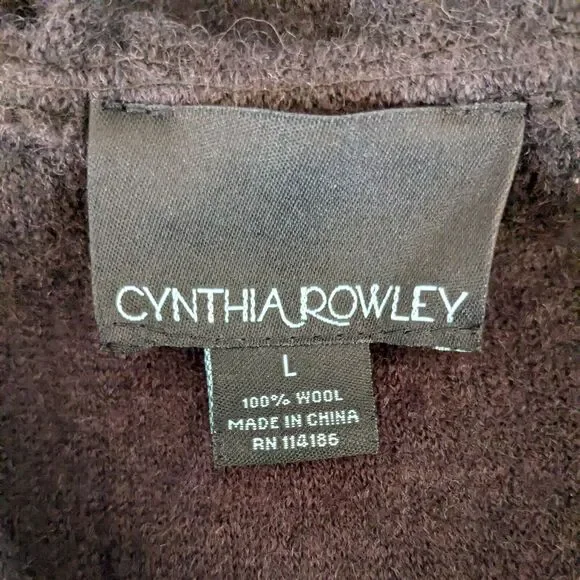 CYNTHIA ROWLEY
L
100% WOOL
MADE IN CHINA
RN 114186